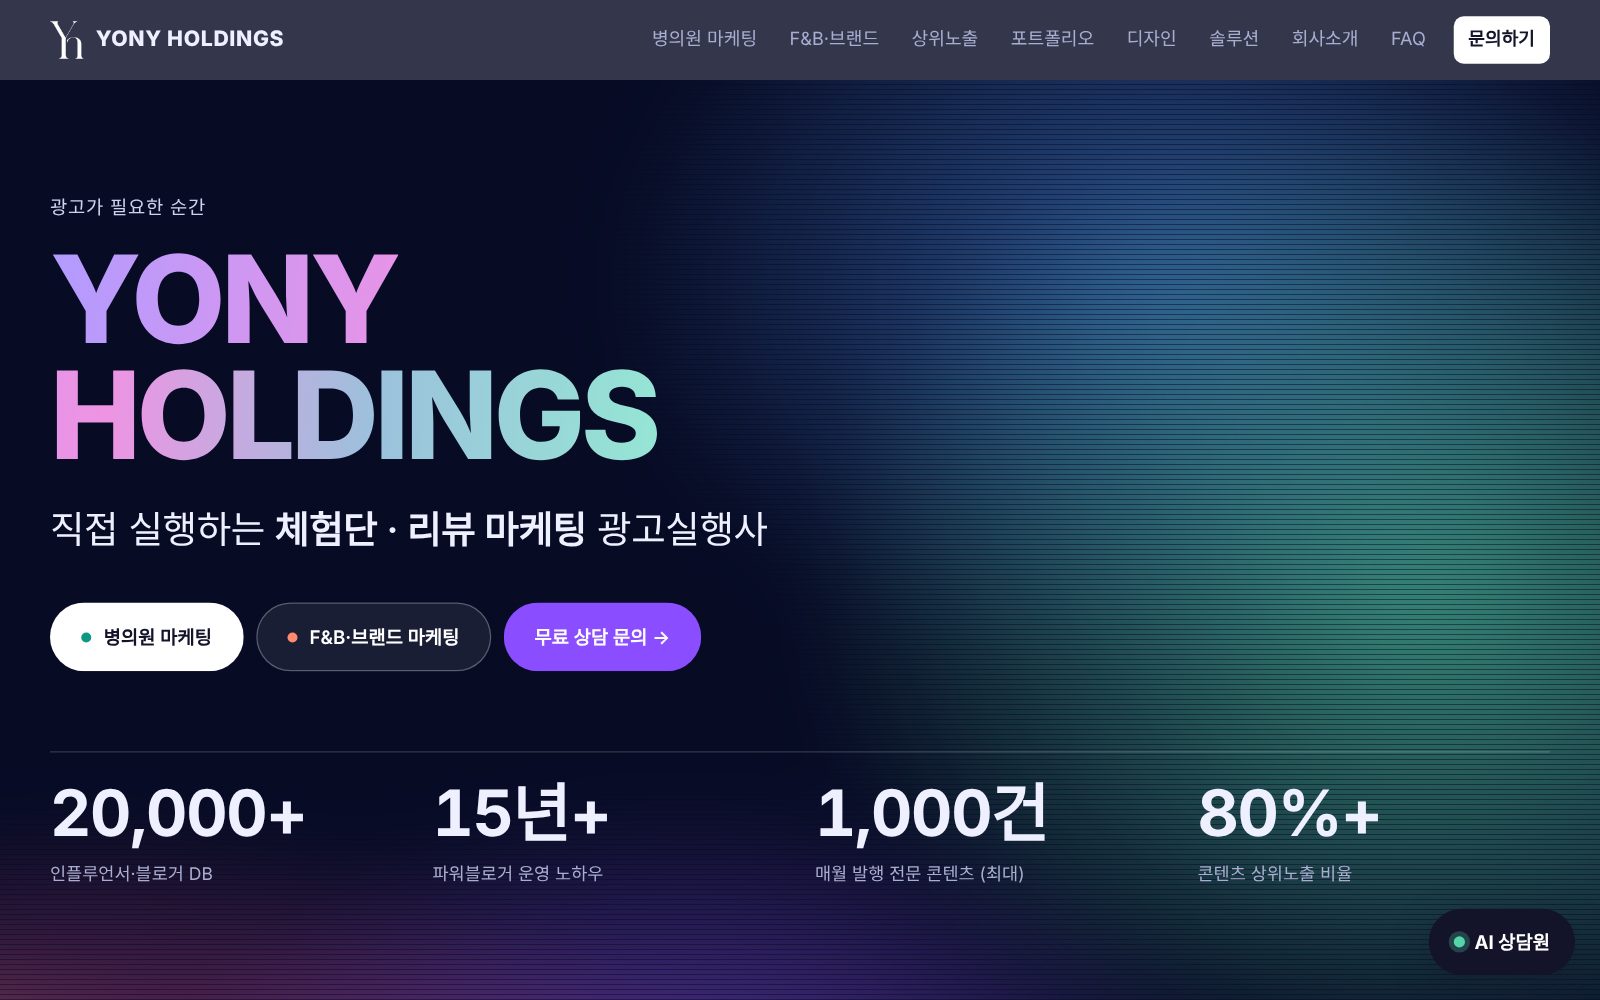 Yh YONY HOLDINGS
병의원 마케팅 F&B·브랜드 상위노출 포트폴리오 디자인 솔루션 회사소개 FAQ 문의하기
광고가 필요한 순간
YONY
HOLDINGS
직접 실행하는 체험단 · 리뷰 마케팅 광고실행사
병의원 마케팅 F&B·브랜드 마케팅 무료 상담 문의 →
20,000+ 15년+ 1,000건 80%+
인플루언서·블로거 DB 파워블로거 운영 노하우 매월 발행 전문 콘텐츠 (최대) 콘텐츠 상위노출 비율
AI 상담원